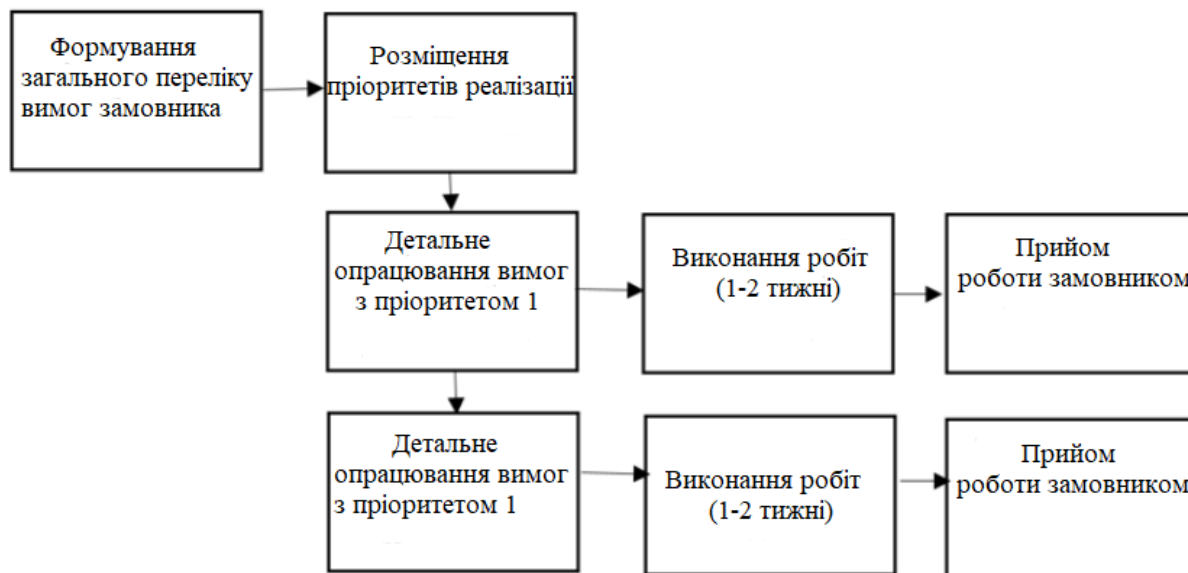 Формування
загального переліку
вимог замовника
Розміщення
пріоритетів реалізації
Детальне
опрацювання вимог
з пріоритетом 1
Виконання робіт
(1-2 тижні)
Прийом
роботи замовником
Детальне
опрацювання вимог
з пріоритетом 1
Виконання робіт
(1-2 тижні)
Прийом
роботи замовником